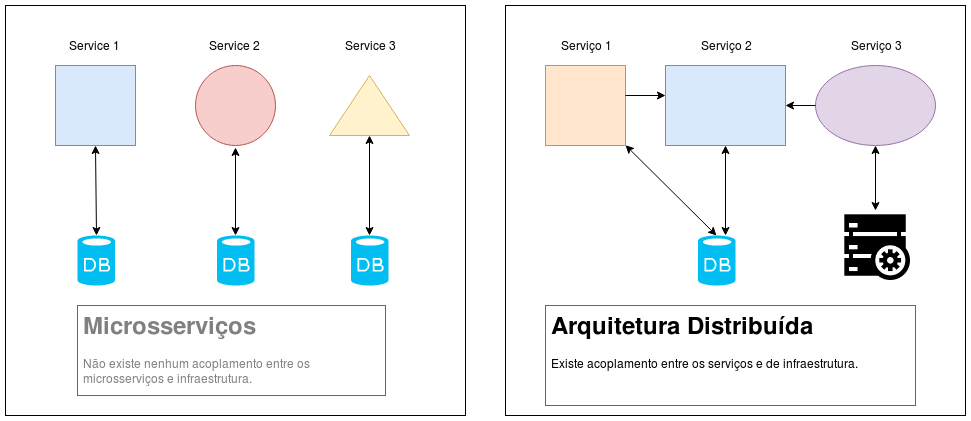 Service 1
Service 2
Service 3
DB
DB
DB
Microsserviços
Não existe nenhum acoplamento entre os
microsserviços e infraestrutura.
Serviço 1
Serviço 2
Serviço 3
DB
Arquitetura Distribuída
Existe acoplamento entre os serviços e de infraestrutura.